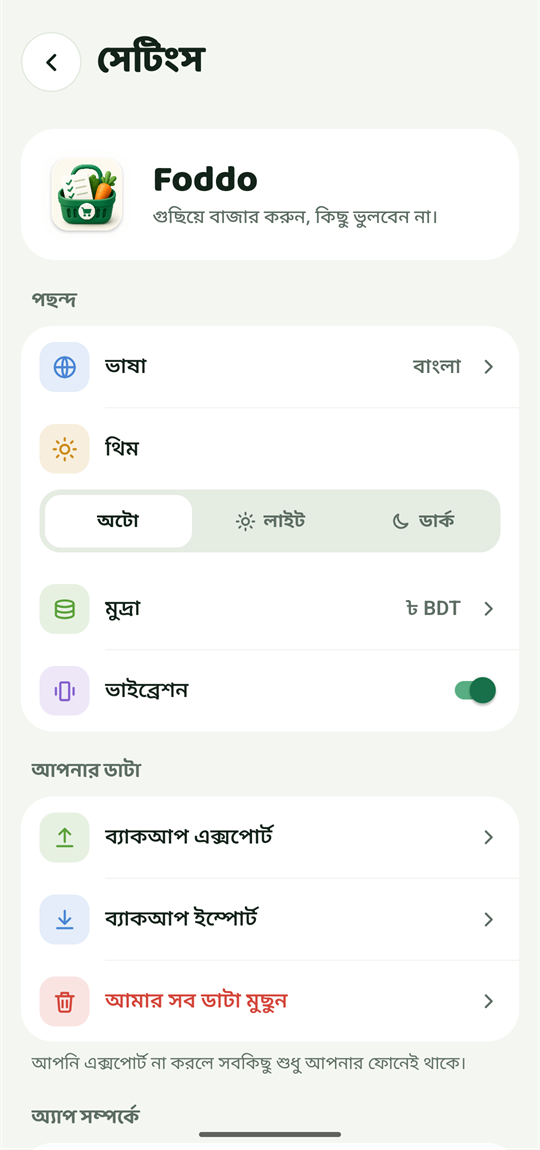 সেটিংস
Foddo
গুছিয়ে বাজার করুন, কিছু ভুলবেন না।
পছন্দ
ভাষা বাংলা
থিম
অটো লাইট ডার্ক
মুদ্রা ৳ BDT
ভাইব্রেশন
আপনার ডাটা
ব্যাকআপ এক্সপোর্ট
ব্যাকআপ ইম্পোর্ট
আমার সব ডাটা মুছুন
আপনি এক্সপোর্ট না করলে সবকিছু শুধু আপনার ফোনেই থাকে।
অ্যাপ সম্পর্কে